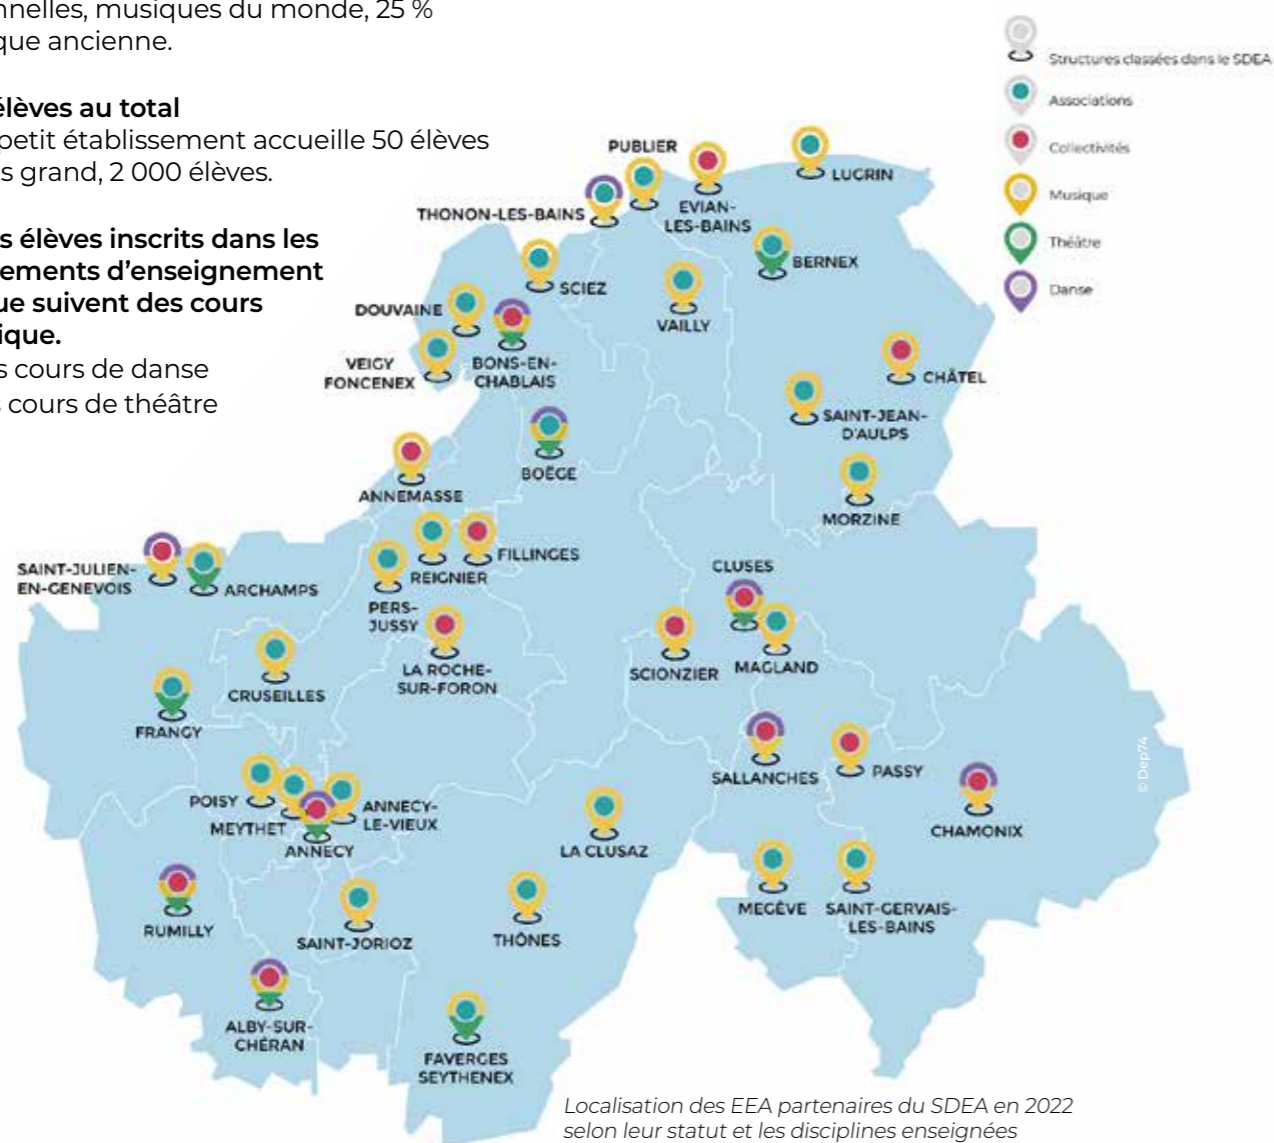 nnelles, musiques du monde, 25 %
que ancienne.
élèves au total
petit établissement accueille 50 élèves
s grand, 2 000 élèves.
s élèves inscrits dans les
ements d’enseignement
ue suivent des cours
ique.
s cours de danse
s cours de théâtre
Structures classées dans le SDEA
Associations
Collectivités
Musique
Théâtre
Danse
PUBLIER
LUGRIN
THONON-LES-BAINS
EVIAN-
LES-BAINS
BERNEX
SCIEZ
DOUVAINE
VAILLY
VEIGY
FONCENEX
BONS-EN-
CHABLAIS
CHÂTEL
SAINT-JEAN-
D'AULPS
BOËGE
ANNEMASSE
MORZINE
FILLINGES
SAINT-JULIEN-
EN-GENEVOIS
ARCHAMPS
REIGNIER
CLUSES
PERS-
JUSSY
LA ROCHE-
SUR-FORON
SCIONZIER
MAGLAND
CRUSEILLES
FRANGY
SALLANCHES
PASSY
© Dep74
POISY
MEYTHET
ANNECY-
LE-VIEUX
ANNECY
LA CLUSAZ
CHAMONIX
MEGÈVE
SAINT-GERVAIS-
LES-BAINS
RUMILLY
SAINT-JORIOZ
THÔNES
ALBY-SUR-
CHÉRAN
FAVERGES
SEYTHENEX
Localisation des EEA partenaires du SDEA en 2022
selon leur statut et les disciplines enseignées